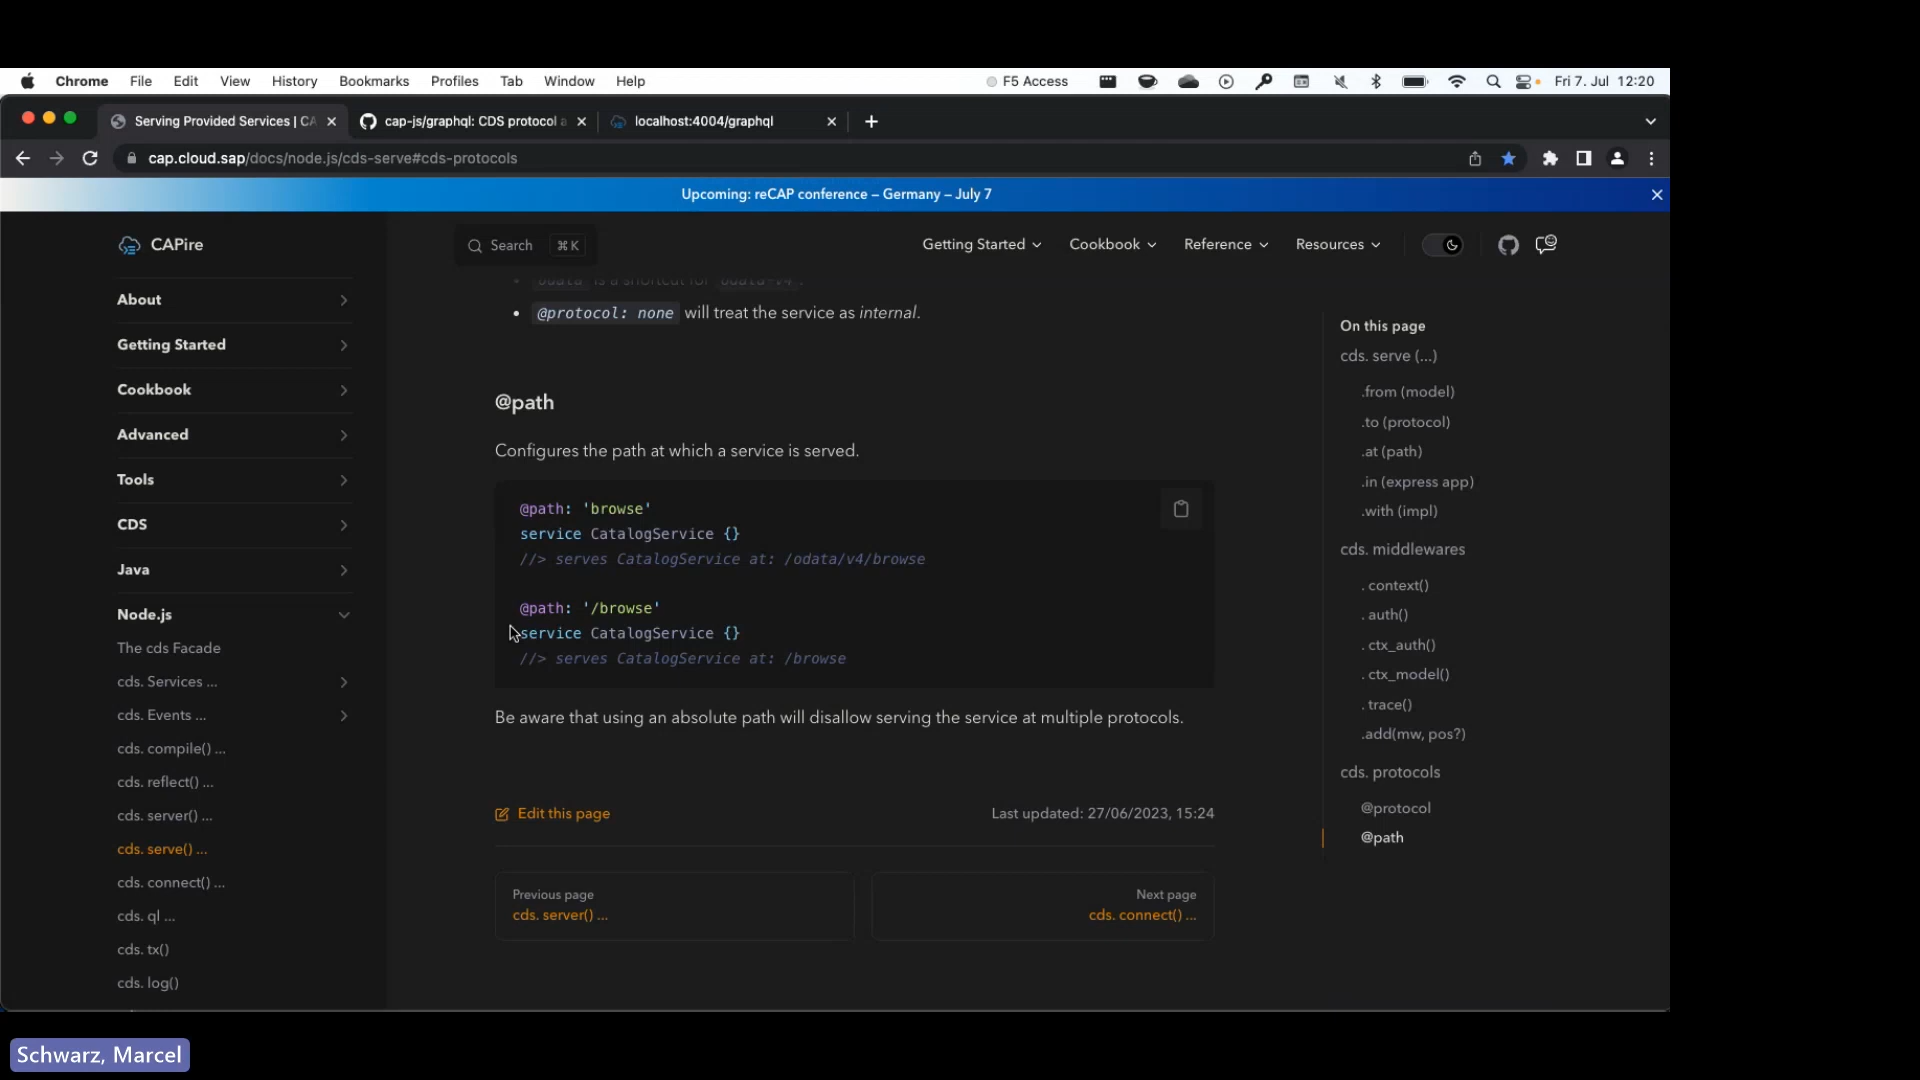 Chrome File Edit View History Bookmarks Profiles Tab Window Help F5 Access Fri 7. Jul 12:20
Serving Provided Services | CA cap-js/graphql: CDS protocol a localhost:4004/graphql
cap.cloud.sap/docs/node.js/cds-serve#cds-protocols
Upcoming: reCAP conference – Germany – July 7
CAPire
Search ⌘K
Getting Started Cookbook Reference Resources
About
Getting Started
Cookbook
Advanced
Tools
CDS
Java
Node.js
The cds Facade
cds. Services ...
cds. Events ...
cds. compile() ...
cds. reflect() ...
cds. server() ...
cds. serve() ...
cds. connect() ...
cds. ql ...
cds. tx()
cds. log()
odata is a shortcut for odata-v4.
@protocol: none will treat the service as internal.
@path
Configures the path at which a service is served.
@path: 'browse'
service CatalogService {}
//> serves CatalogService at: /odata/v4/browse
@path: '/browse'
service CatalogService {}
//> serves CatalogService at: /browse
Be aware that using an absolute path will disallow serving the service at multiple protocols.
Edit this page
Last updated: 27/06/2023, 15:24
Previous page
cds. server() ...
Next page
cds. connect() ...
On this page
cds. serve (...)
.from (model)
.to (protocol)
.at (path)
.in (express app)
.with (impl)
cds. middlewares
. context()
. auth()
. ctx_auth()
. ctx_model()
. trace()
.add(mw, pos?)
cds. protocols
@protocol
@path
Schwarz, Marcel